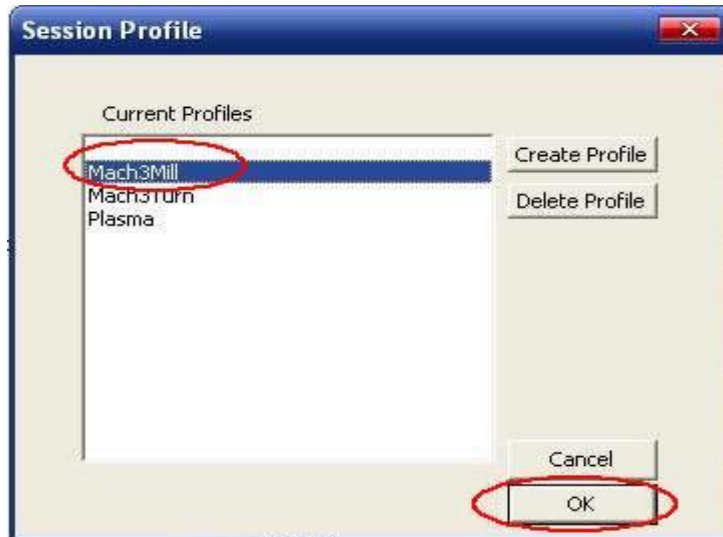 Session Profile
Current Profiles
Mach3Mill
Mach3Turn
Plasma
Create Profile
Delete Profile
Cancel
OK